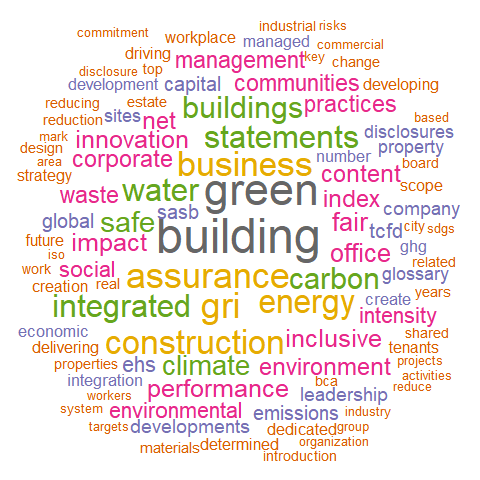 industrial risks
commitment workplace managed commercial
driving management key change
disclosure top
development capital communities developing
reducing estate buildings practices
reduction sites net statements disclosures based
mark innovation property
design corporate business number board
area content
strategy waste water green index scope
sasb company
global safe building fair tcfd city sdgs
future impact office ghg
iso related
work social assurance carbon glossary
creation real years
integrated gri energy create intensity
economic construction inclusive shared
delivering tenants
properties ehs climate environment projects
integration bca activities
workers performance leadership reduce
system environmental emissions industry
targets developments dedicated group
materials determined organization
introduction